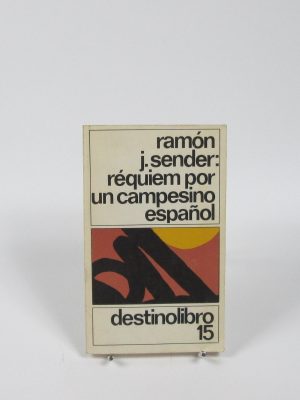 ramón
j. sender:
réquiem por
un campesino
español
destinolibro
15